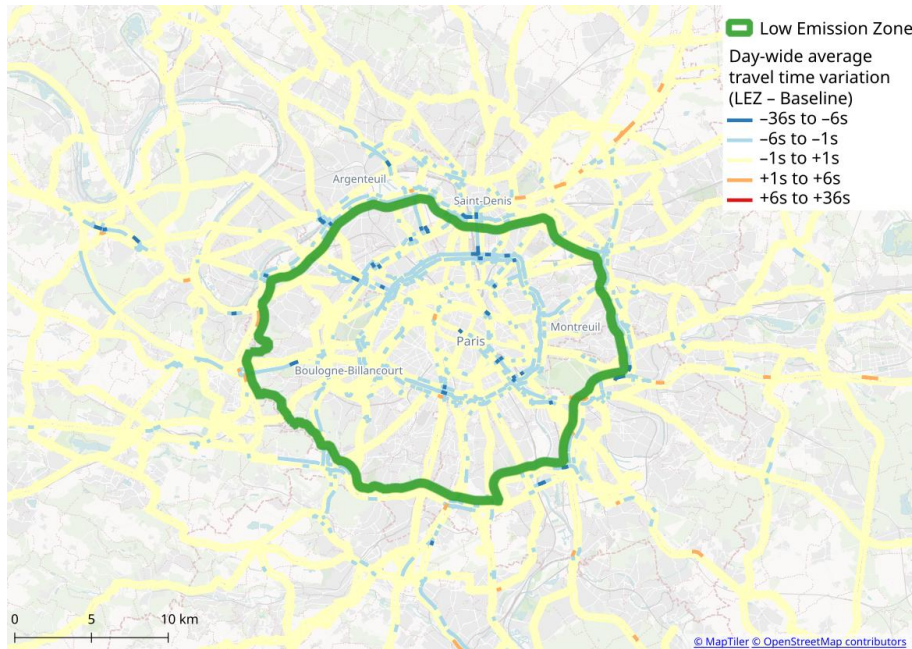 Low Emission Zone
Day-wide average
travel time variation
(LEZ – Baseline)
–36s to –6s
–6s to –1s
–1s to +1s
+1s to +6s
+6s to +36s
Argenteuil
Saint-Denis
Montreuil
Paris
Boulogne-Billancourt
0 5 10 km
© MapTiler © OpenStreetMap contributors